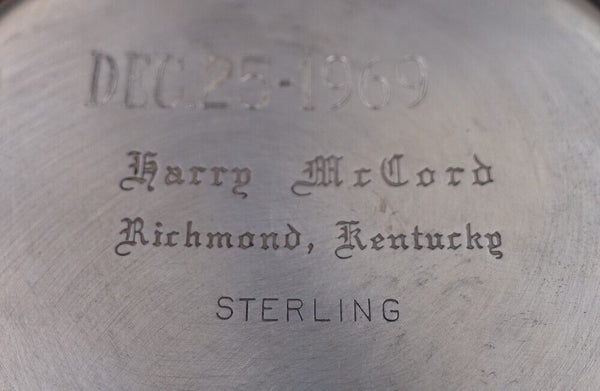 DEC.25-1969
Harry McCord
Richmond, Kentucky
STERLING